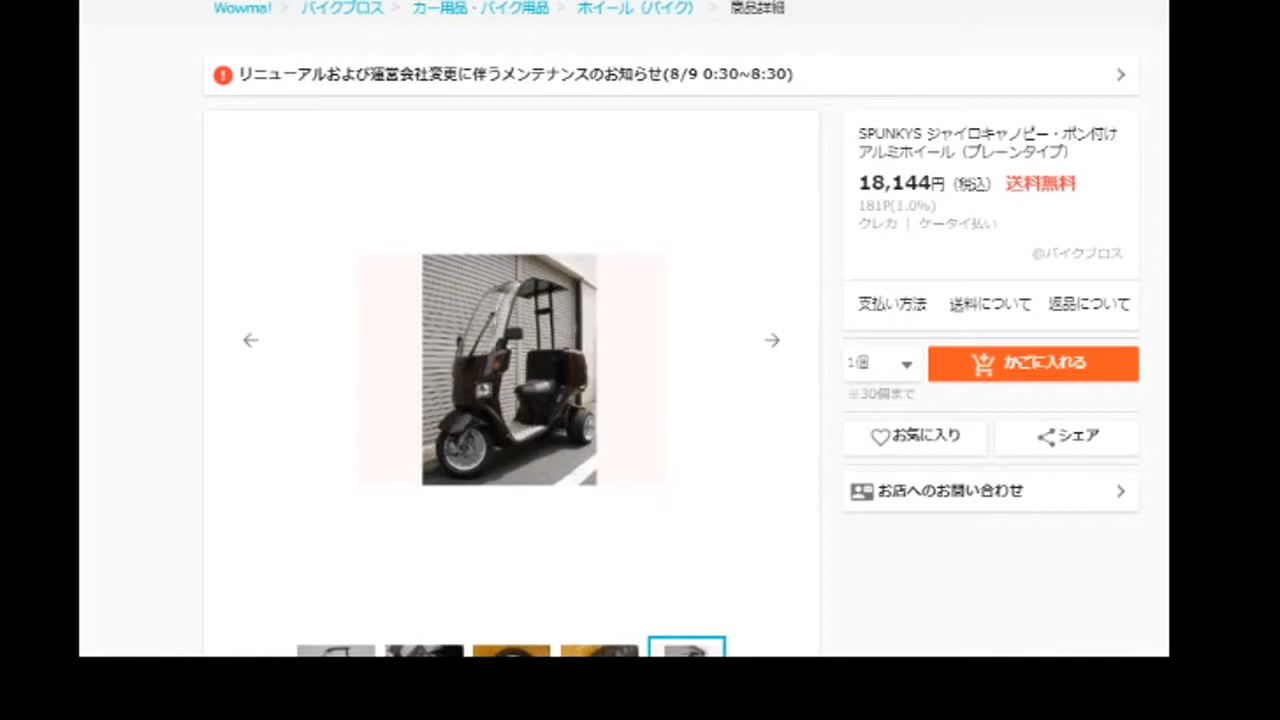 Wowma! > バイクブロス > カー用品・バイク用品 > ホイール（バイク） > 商品詳細
リニューアルおよび運営会社変更に伴うメンテナンスのお知らせ(8/9 0:30~8:30)
SPUNKYS ジャイロキャノピー・ポン付け
アルミホイール（プレーンタイプ）
18,144円（税込） 送料無料
181P(1.0%)
クレカ ｜ ケータイ払い
@バイクブロス
支払い方法 送料について 返品について
1個
かごに入れる
※30個まで
お気に入り
シェア
お店へのお問い合わせ